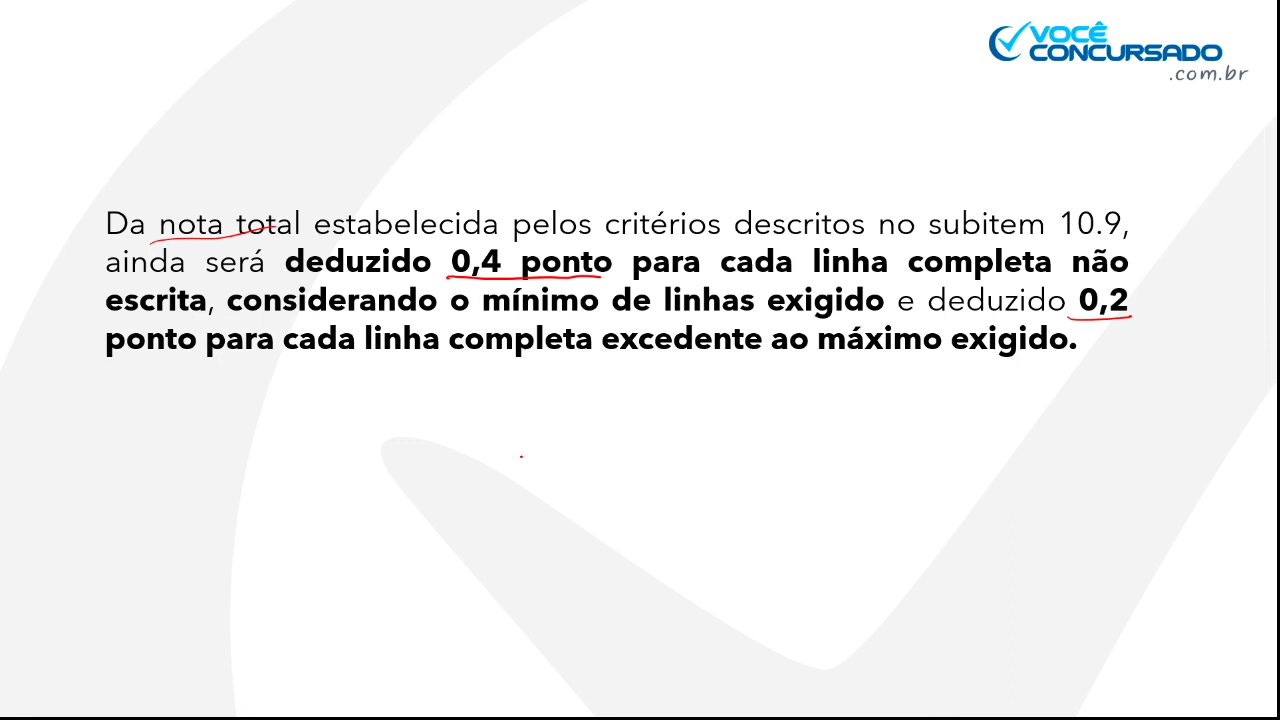 VOCÊ
CONCURSADO
.com.br
Da nota total estabelecida pelos critérios descritos no subitem 10.9,
ainda será deduzido 0,4 ponto para cada linha completa não
escrita, considerando o mínimo de linhas exigido e deduzido 0,2
ponto para cada linha completa excedente ao máximo exigido.